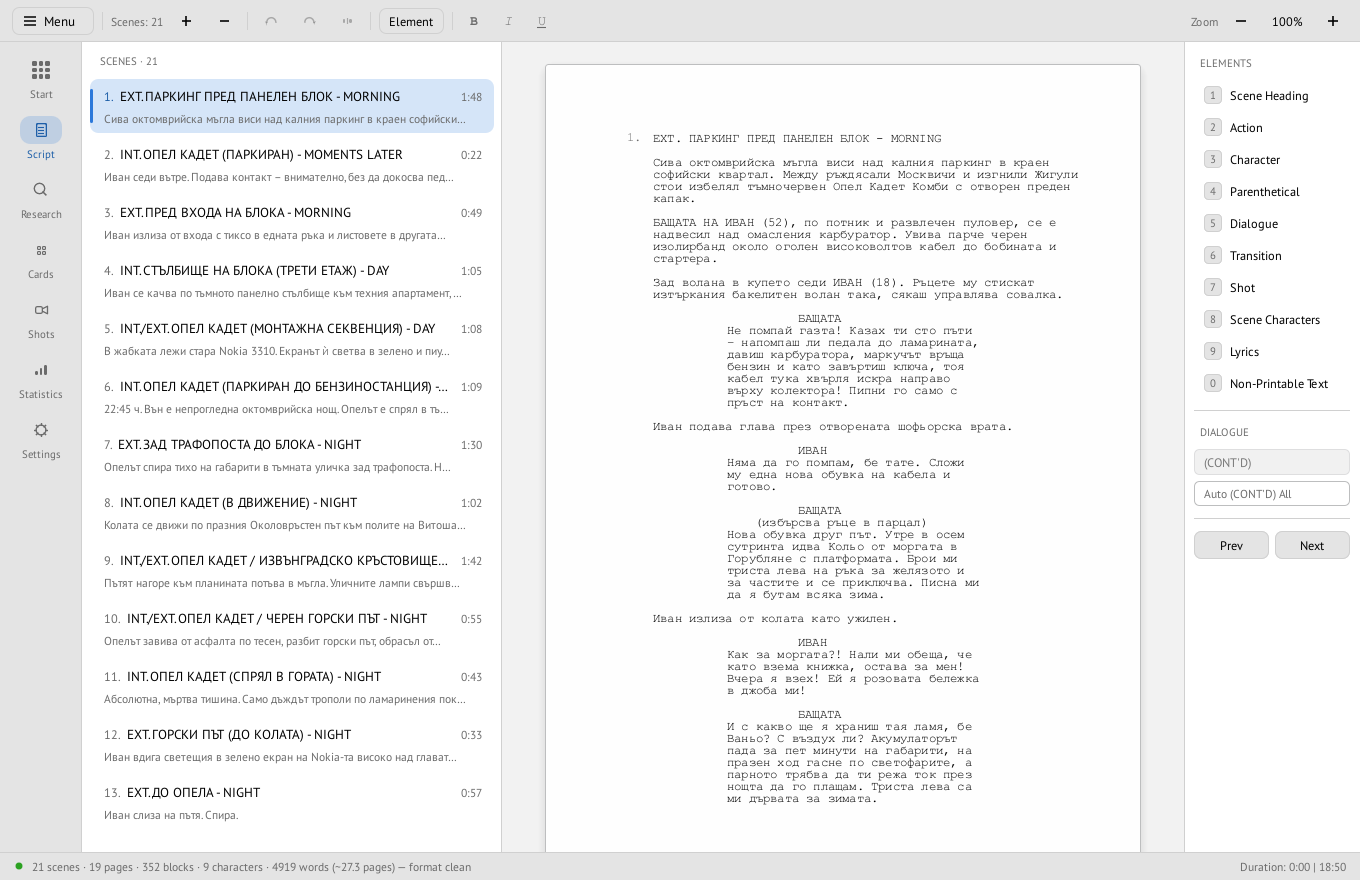 Menu
Scenes: 21
Element
B I U
Zoom
100%
Start
Script
Research
Cards
Shots
Statistics
Settings
SCENES · 21
1. EXT.ПАРКИНГ ПРЕД ПАНЕЛЕН БЛОК - MORNING 1:48
Сива октомврийска мъгла виси над калния паркинг в краен софийски…
2. INT.ОПЕЛ КАДЕТ (ПАРКИРАН) - MOMENTS LATER 0:22
Иван седи вътре. Подава контакт – внимателно, без да докосва пед…
3. EXT.ПРЕД ВХОДА НА БЛОКА - MORNING 0:49
Иван излиза от входа с тиксо в едната ръка и листовете в другата…
4. INT.СТЪЛБИЩЕ НА БЛОКА (ТРЕТИ ЕТАЖ) - DAY 1:05
Иван се качва по тъмното панелно стълбище към техния апартамент, …
5. INT./EXT.ОПЕЛ КАДЕТ (МОНТАЖНА СЕКВЕНЦИЯ) - DAY 1:08
В жабката лежи стара Nokia 3310. Екранът ѝ светва в зелено и пиу…
6. INT.ОПЕЛ КАДЕТ (ПАРКИРАН ДО БЕНЗИНОСТАНЦИЯ) -… 1:09
22:45 ч. Вън е непрогледна октомврийска нощ. Опелът е спрял в тъ…
7. EXT.ЗАД ТРАФОПОСТА ДО БЛОКА - NIGHT 1:30
Опелът спира тихо на габарити в тъмната уличка зад трафопоста. Н…
8. INT.ОПЕЛ КАДЕТ (В ДВИЖЕНИЕ) - NIGHT 1:02
Колата се движи по празния Околовръстен път към полите на Витоша…
9. INT./EXT.ОПЕЛ КАДЕТ / ИЗВЪНГРАДСКО КРЪСТОВИЩЕ… 1:42
Пътят нагоре към планината потъва в мъгла. Уличните лампи свършв…
10. INT./EXT.ОПЕЛ КАДЕТ / ЧЕРЕН ГОРСКИ ПЪТ - NIGHT 0:55
Опелът завива от асфалта по тесен, разбит горски път, обрасъл от…
11. INT.ОПЕЛ КАДЕТ (СПРЯЛ В ГОРАТА) - NIGHT 0:43
Абсолютна, мъртва тишина. Само дъждът трополи по ламаринения пок…
12. EXT.ГОРСКИ ПЪТ (ДО КОЛАТА) - NIGHT 0:33
Иван вдига светещия в зелено екран на Nokia-та високо над глават…
13. EXT.ДО ОПЕЛА - NIGHT 0:57
Иван слиза на пътя. Спира.
1. EXT. ПАРКИНГ ПРЕД ПАНЕЛЕН БЛОК - MORNING
Сива октомврийска мъгла виси над калния паркинг в краен
софийски квартал. Между ръждясали Москвичи и изгнили Жигули
стои избелял тъмночервен Опел Кадет Комби с отворен преден
капак.
БАЩАТА НА ИВАН (52), по потник и развлечен пуловер, се е
надвесил над омасления карбуратор. Увива парче черен
изолирбанд около оголен високоволтов кабел до бобината и
стартера.
Зад волана в купето седи ИВАН (18). Ръцете му стискат
изтъркания бакелитен волан така, сякаш управлява совалка.
БАЩАТА
Не помпай газта! Казах ти сто пъти
– напомпаш ли педала до ламарината,
давиш карбуратора, маркучът връща
бензин и като завъртиш ключа, тоя
кабел тука хвърля искра направо
върху колектора! Пипни го само с
пръст на контакт.
Иван подава глава през отворената шофьорска врата.
ИВАН
Няма да го помпам, бе тате. Сложи
му една нова обувка на кабела и
готово.
БАЩАТА
(избърсва ръце в парцал)
Нова обувка друг път. Утре в осем
сутринта идва Кольо от моргата в
Горубляне с платформата. Брои ми
триста лева на ръка за желязото и
за частите и се приключва. Писна ми
да я бутам всяка зима.
Иван излиза от колата като ужилен.
ИВАН
Как за моргата?! Нали ми обеща, че
като взема книжка, остава за мен!
Вчера я взех! Ей я розовата бележка
в джоба ми!
БАЩАТА
И с какво ще я храниш тая ламя, бе
Ваньо? С въздух ли? Акумулаторът
пада за пет минути на габарити, на
празен ход гасне по светофарите, а
парното трябва да ти режа ток през
нощта да го плащам. Триста лева са
ми дървата за зимата.
ELEMENTS
1 Scene Heading
2 Action
3 Character
4 Parenthetical
5 Dialogue
6 Transition
7 Shot
8 Scene Characters
9 Lyrics
0 Non-Printable Text
DIALOGUE
(CONT'D)
Auto (CONT'D) All
Prev
Next
21 scenes · 19 pages · 352 blocks · 9 characters · 4919 words (~27.3 pages) — format clean
Duration: 0:00 | 18:50